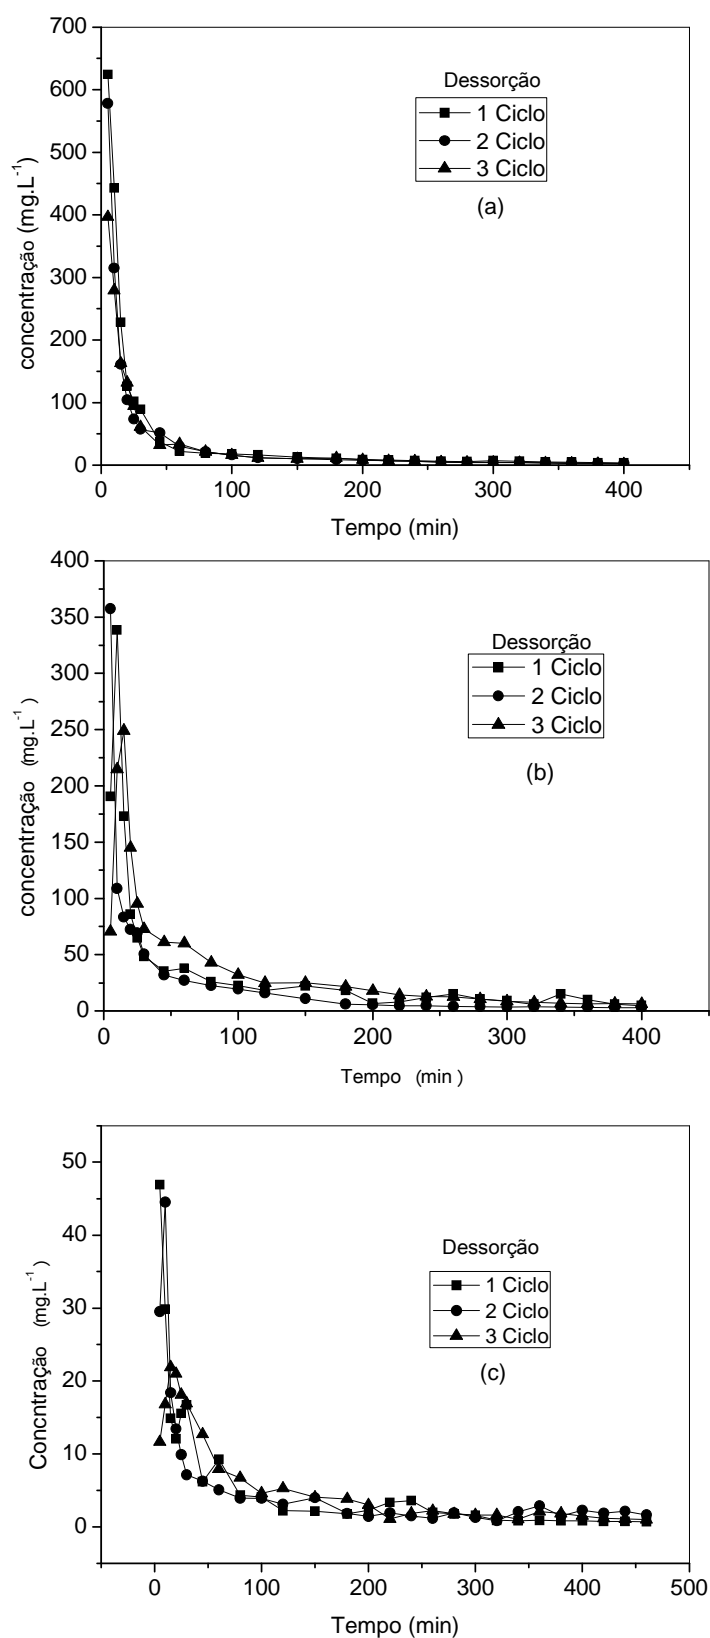 700
600
500
400
300
200
100
0
concentração (mg.L-1)
Dessorção
1 Ciclo
2 Ciclo
3 Ciclo
(a)
0 100 200 300 400
Tempo (min)
400
350
300
250
200
150
100
50
0
concentração (mg.L-1)
Dessorção
1 Ciclo
2 Ciclo
3 Ciclo
(b)
0 100 200 300 400
Tempo (min )
50
40
30
20
10
0
Concntração (mg.L-1)
Dessorção
1 Ciclo
2 Ciclo
3 Ciclo
(c)
0 100 200 300 400 500
Tempo (min)